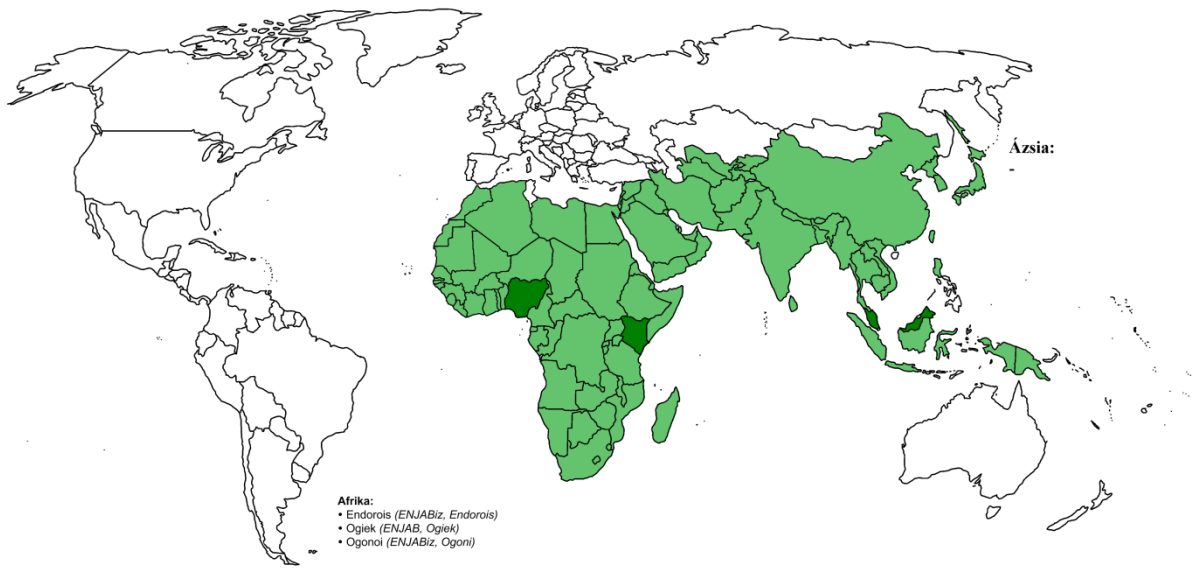 Ázsia:
-
Afrika:
• Endorois (ENJABiz, Endorois)
• Ogiek (ENJAB, Ogiek)
• Ogonoi (ENJABiz, Ogoni)